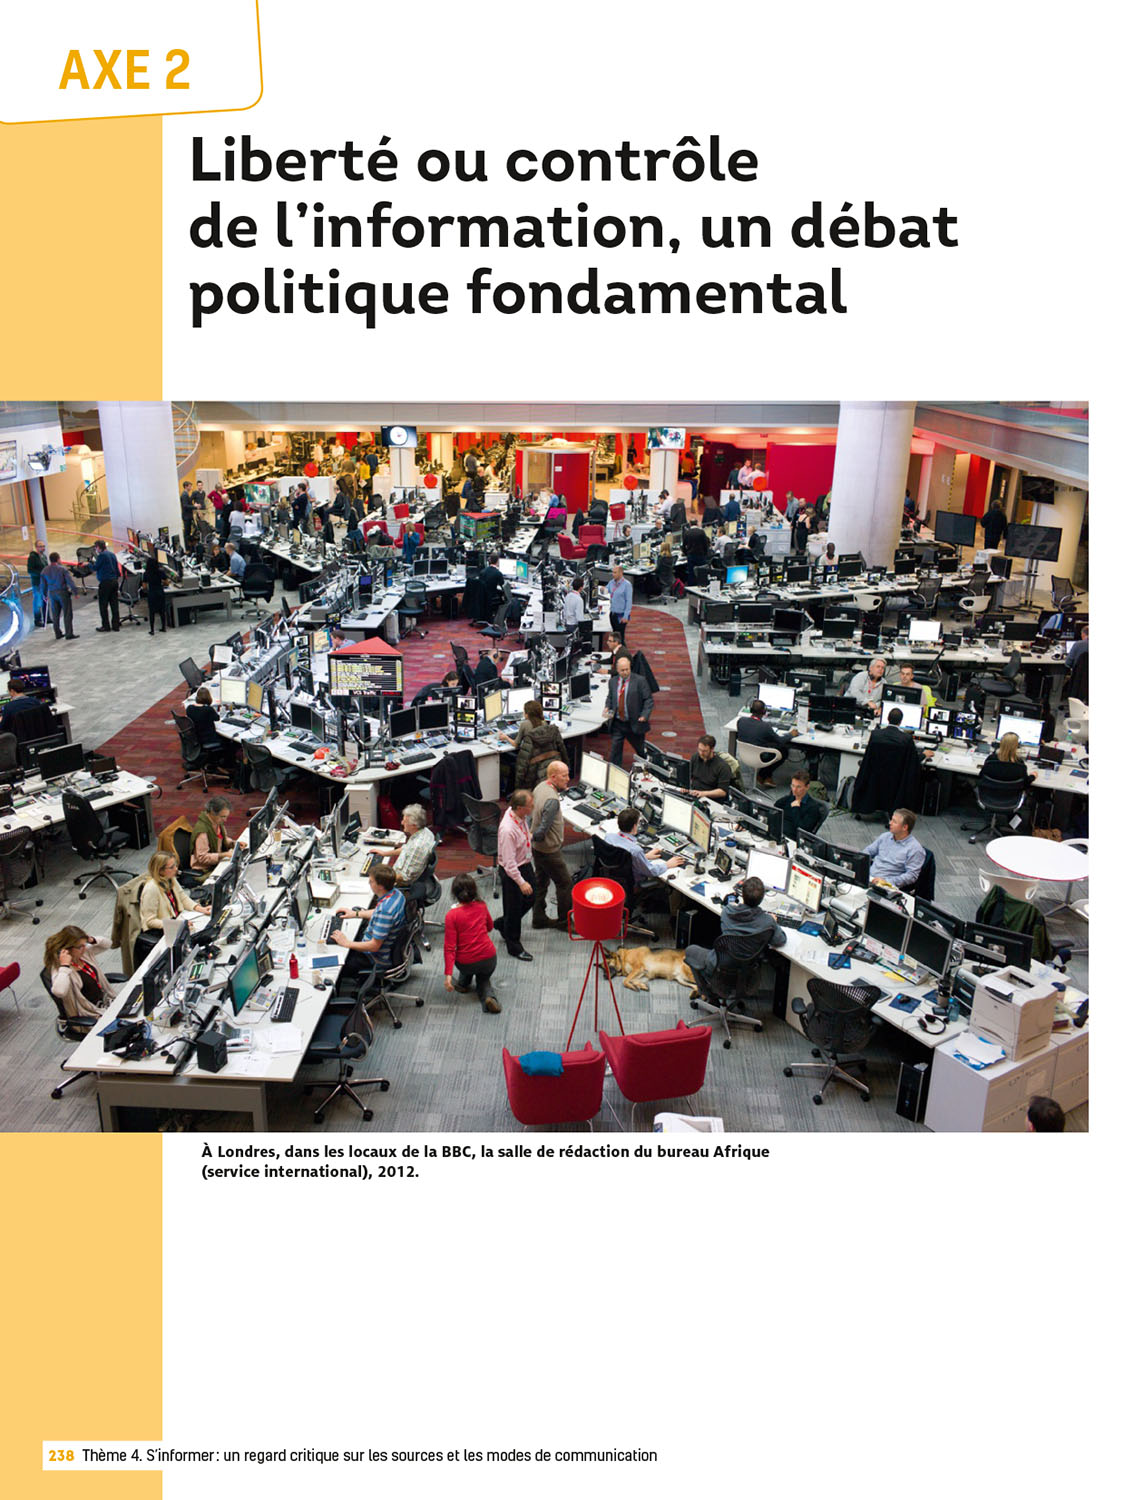 AXE 2
Liberté ou contrôle
de l’information, un débat
politique fondamental
À Londres, dans les locaux de la BBC, la salle de rédaction du bureau Afrique
(service international), 2012.
238 Thème 4. S’informer : un regard critique sur les sources et les modes de communication